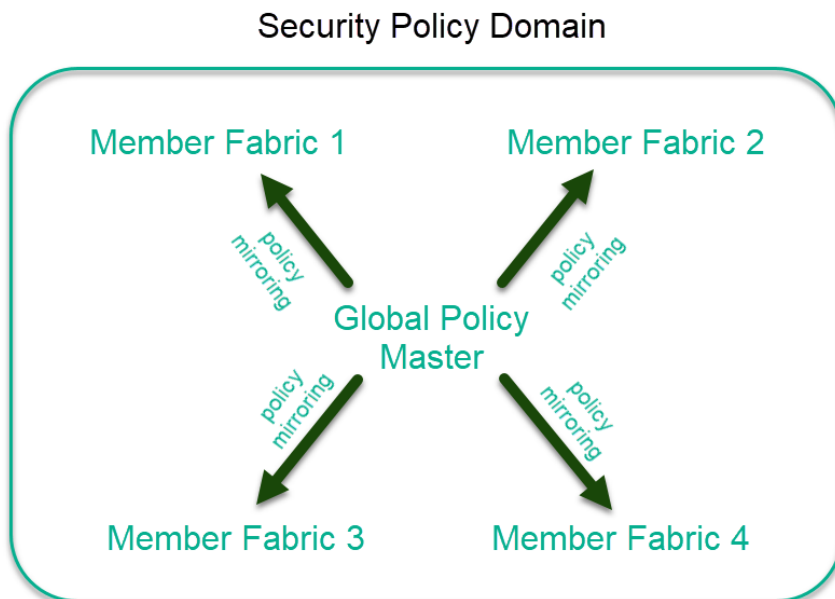 Security Policy Domain
Member Fabric 1
Member Fabric 2
policy
mirroring
policy
mirroring
Global Policy
Master
policy
mirroring
policy
mirroring
Member Fabric 3
Member Fabric 4